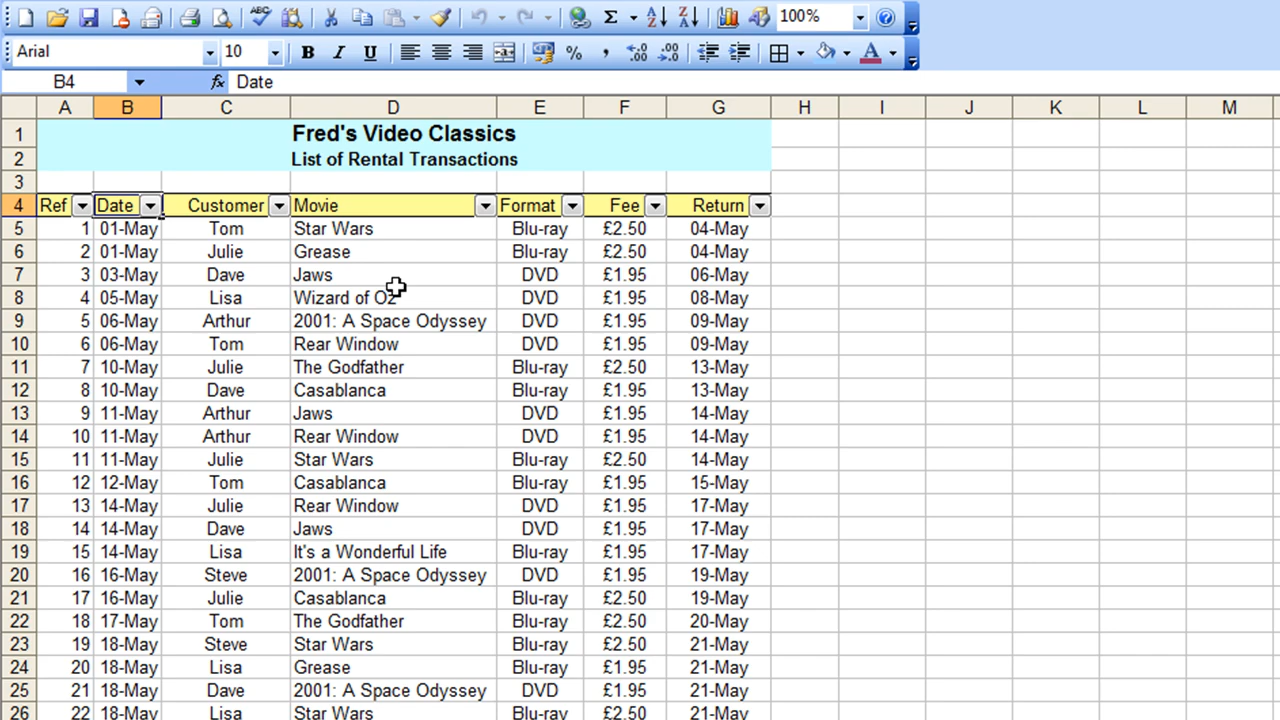 ABC Σ A Z Z A 100% ?
Arial 10 B I U % , .0 .00 .00 .0 A
B4 fx Date
A B C D E F G H I J K L M
1 Fred's Video Classics
2 List of Rental Transactions
3
4 Ref Date Customer Movie Format Fee Return
5 1 01-May Tom Star Wars Blu-ray £2.50 04-May
6 2 01-May Julie Grease Blu-ray £2.50 04-May
7 3 03-May Dave Jaws DVD £1.95 06-May
8 4 05-May Lisa Wizard of Oz DVD £1.95 08-May
9 5 06-May Arthur 2001: A Space Odyssey DVD £1.95 09-May
10 6 06-May Tom Rear Window DVD £1.95 09-May
11 7 10-May Julie The Godfather Blu-ray £2.50 13-May
12 8 10-May Dave Casablanca Blu-ray £1.95 13-May
13 9 11-May Arthur Jaws DVD £1.95 14-May
14 10 11-May Arthur Rear Window DVD £1.95 14-May
15 11 11-May Julie Star Wars Blu-ray £2.50 14-May
16 12 12-May Tom Casablanca Blu-ray £2.50 15-May
17 13 14-May Julie Rear Window DVD £1.95 17-May
18 14 14-May Dave Jaws DVD £1.95 17-May
19 15 14-May Lisa It's a Wonderful Life Blu-ray £1.95 17-May
20 16 16-May Steve 2001: A Space Odyssey DVD £1.95 19-May
21 17 16-May Julie Casablanca Blu-ray £2.50 19-May
22 18 17-May Tom The Godfather Blu-ray £2.50 20-May
23 19 18-May Steve Star Wars Blu-ray £2.50 21-May
24 20 18-May Lisa Grease Blu-ray £1.95 21-May
25 21 18-May Dave 2001: A Space Odyssey DVD £1.95 21-May
26 22 18-May Lisa Star Wars Blu-ray £2.50 21-May